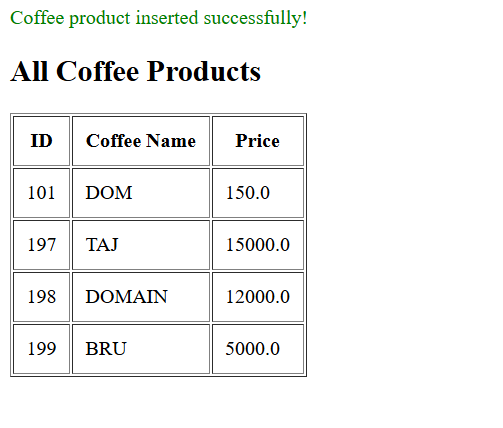 Coffee product inserted successfully!
All Coffee Products
ID Coffee Name Price
101 DOM 150.0
197 TAJ 15000.0
198 DOMAIN 12000.0
199 BRU 5000.0